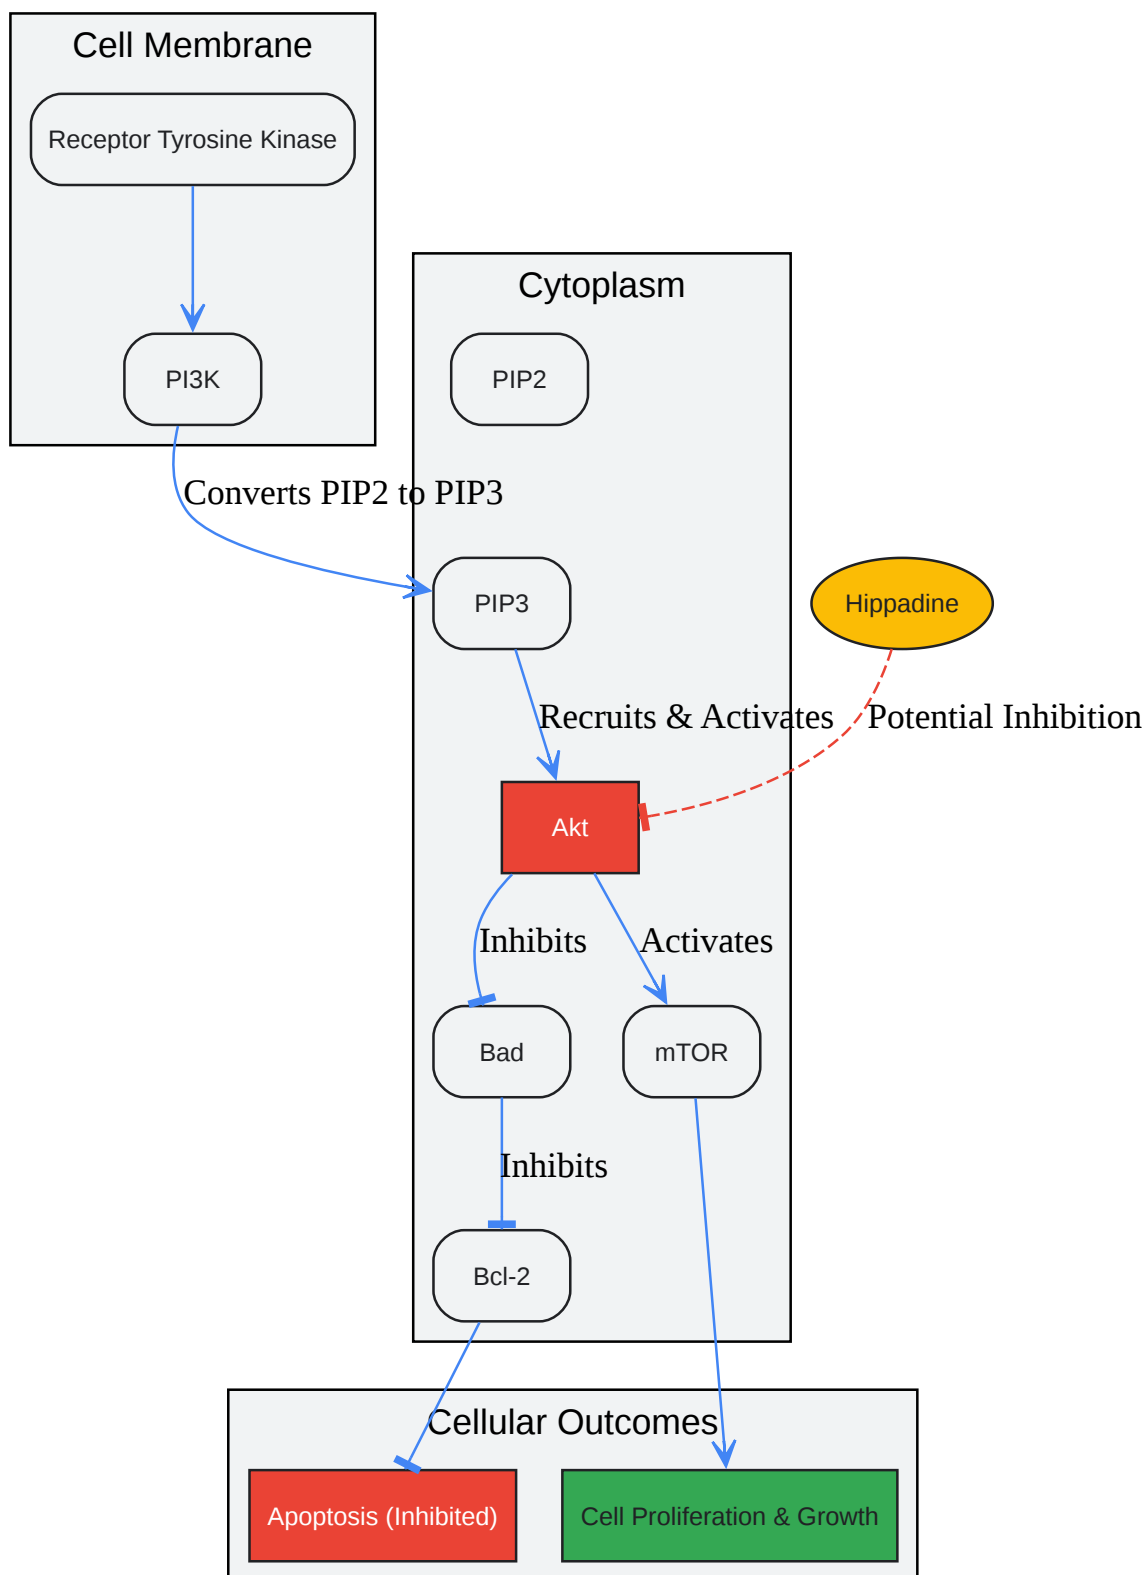 Cell Membrane
Receptor Tyrosine Kinase
Cytoplasm
PI3K
PIP2
Converts PIP2 to PIP3
PIP3
Hippadine
Recruits & Activates
Potential Inhibition
Akt
Inhibits
Activates
Bad
mTOR
Inhibits
Bcl-2
Cellular Outcomes
Apoptosis (Inhibited)
Cell Proliferation & Growth